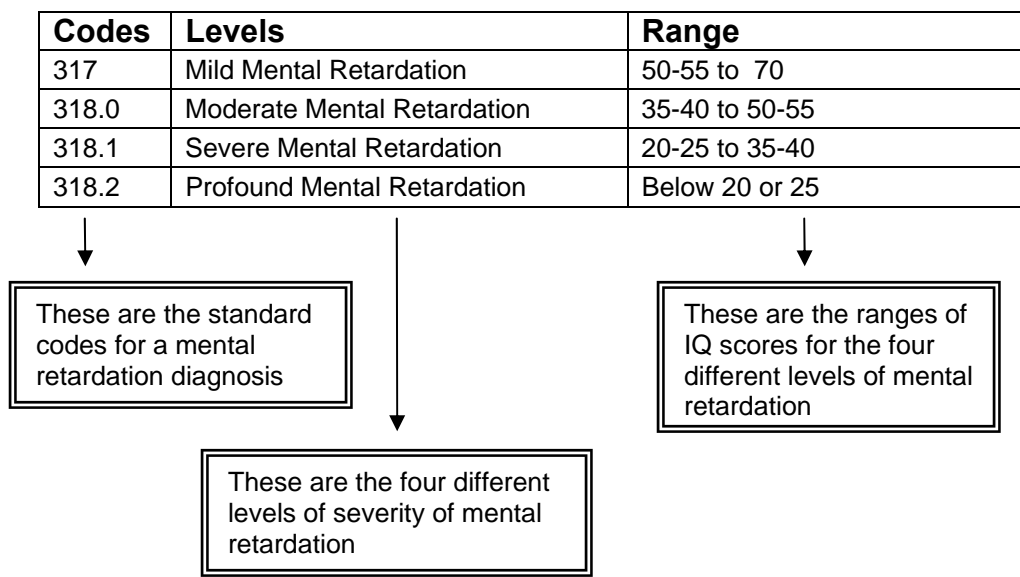 Codes Levels Range
317 Mild Mental Retardation 50-55 to 70
318.0 Moderate Mental Retardation 35-40 to 50-55
318.1 Severe Mental Retardation 20-25 to 35-40
318.2 Profound Mental Retardation Below 20 or 25
These are the standard
codes for a mental
retardation diagnosis
These are the ranges of
IQ scores for the four
different levels of mental
retardation
These are the four different
levels of severity of mental
retardation